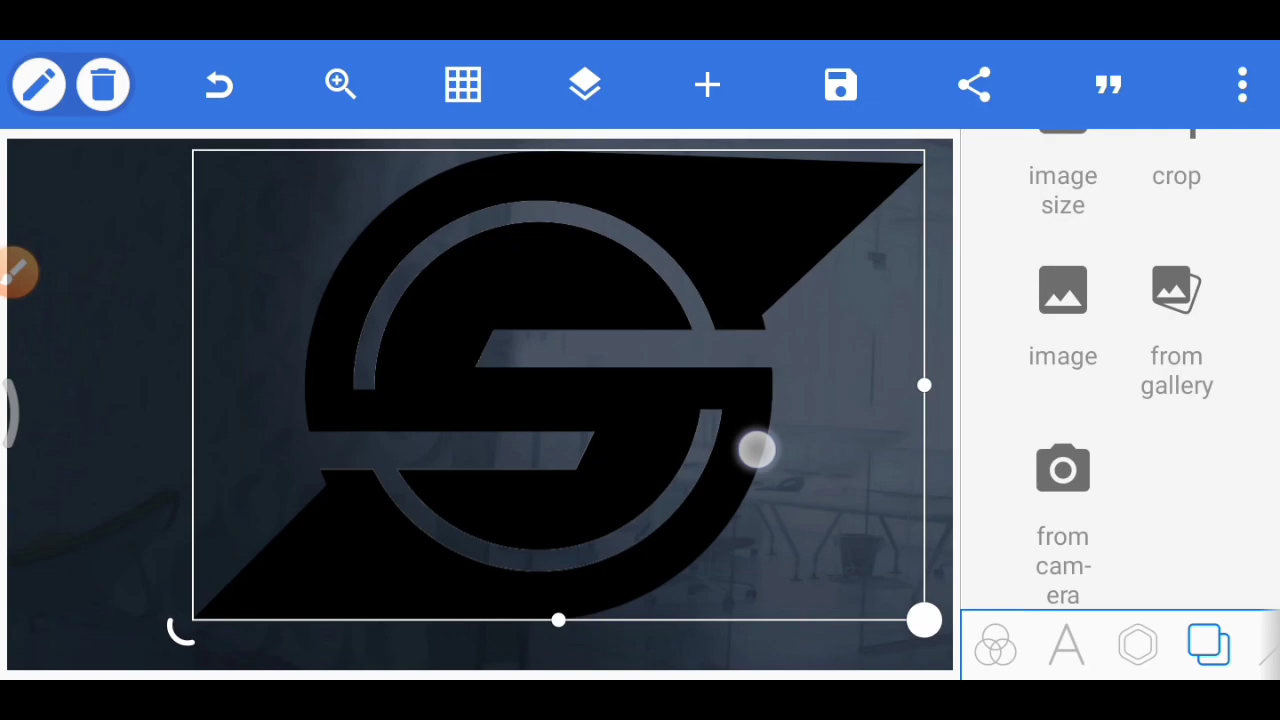 image
size
crop
image
from
gallery
from
cam-
era